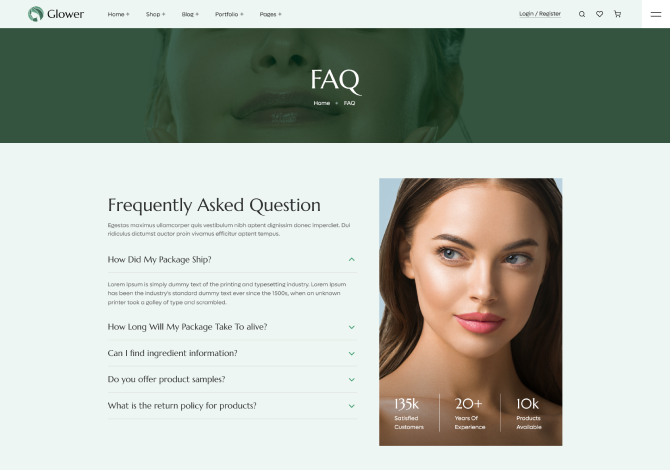 Glower
Home +
Shop +
Blog +
Portfolio +
Pages +
Login / Register
FAQ
Home + FAQ
Frequently Asked Question
Egestas maximus ullamcorper quis vestibulum nibh aptent dignissim donec imperdiet. Dui
ridiculus dictumst auctor proin vivamus efficitur aptent tempus.
How Did My Package Ship?
Lorem Ipsum is simply dummy text of the printing and typesetting industry. Lorem Ipsum
has been the industry's standard dummy text ever since the 1500s, when an unknown
printer took a galley of type and scrambled.
How Long Will My Package Take To alive?
Can I find ingredient information?
Do you offer product samples?
What is the return policy for products?
135k
Satisfied
Customers
20+
Years Of
Experience
10k
Products
Available